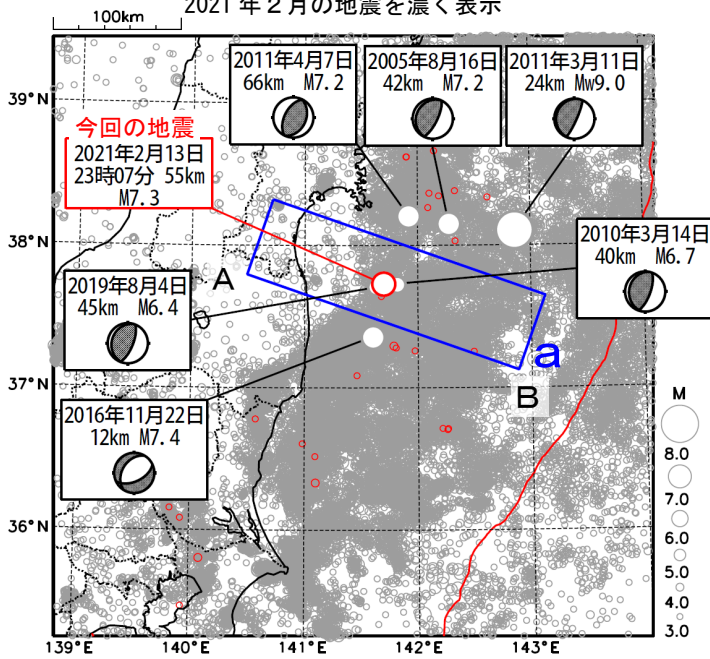 2021年2月の地震を濃く表示
100km
39°N
38°N
37°N
36°N
139°E
140°E
141°E
142°E
143°E
2011年4月7日
66km M7.2
2005年8月16日
42km M7.2
2011年3月11日
24km Mw9.0
今回の地震
2021年2月13日
23時07分 55km
M7.3
2010年3月14日
40km M6.7
2019年8月4日
45km M6.4
2016年11月22日
12km M7.4
A
B
a
M
8.0
7.0
6.0
5.0
4.0
3.0